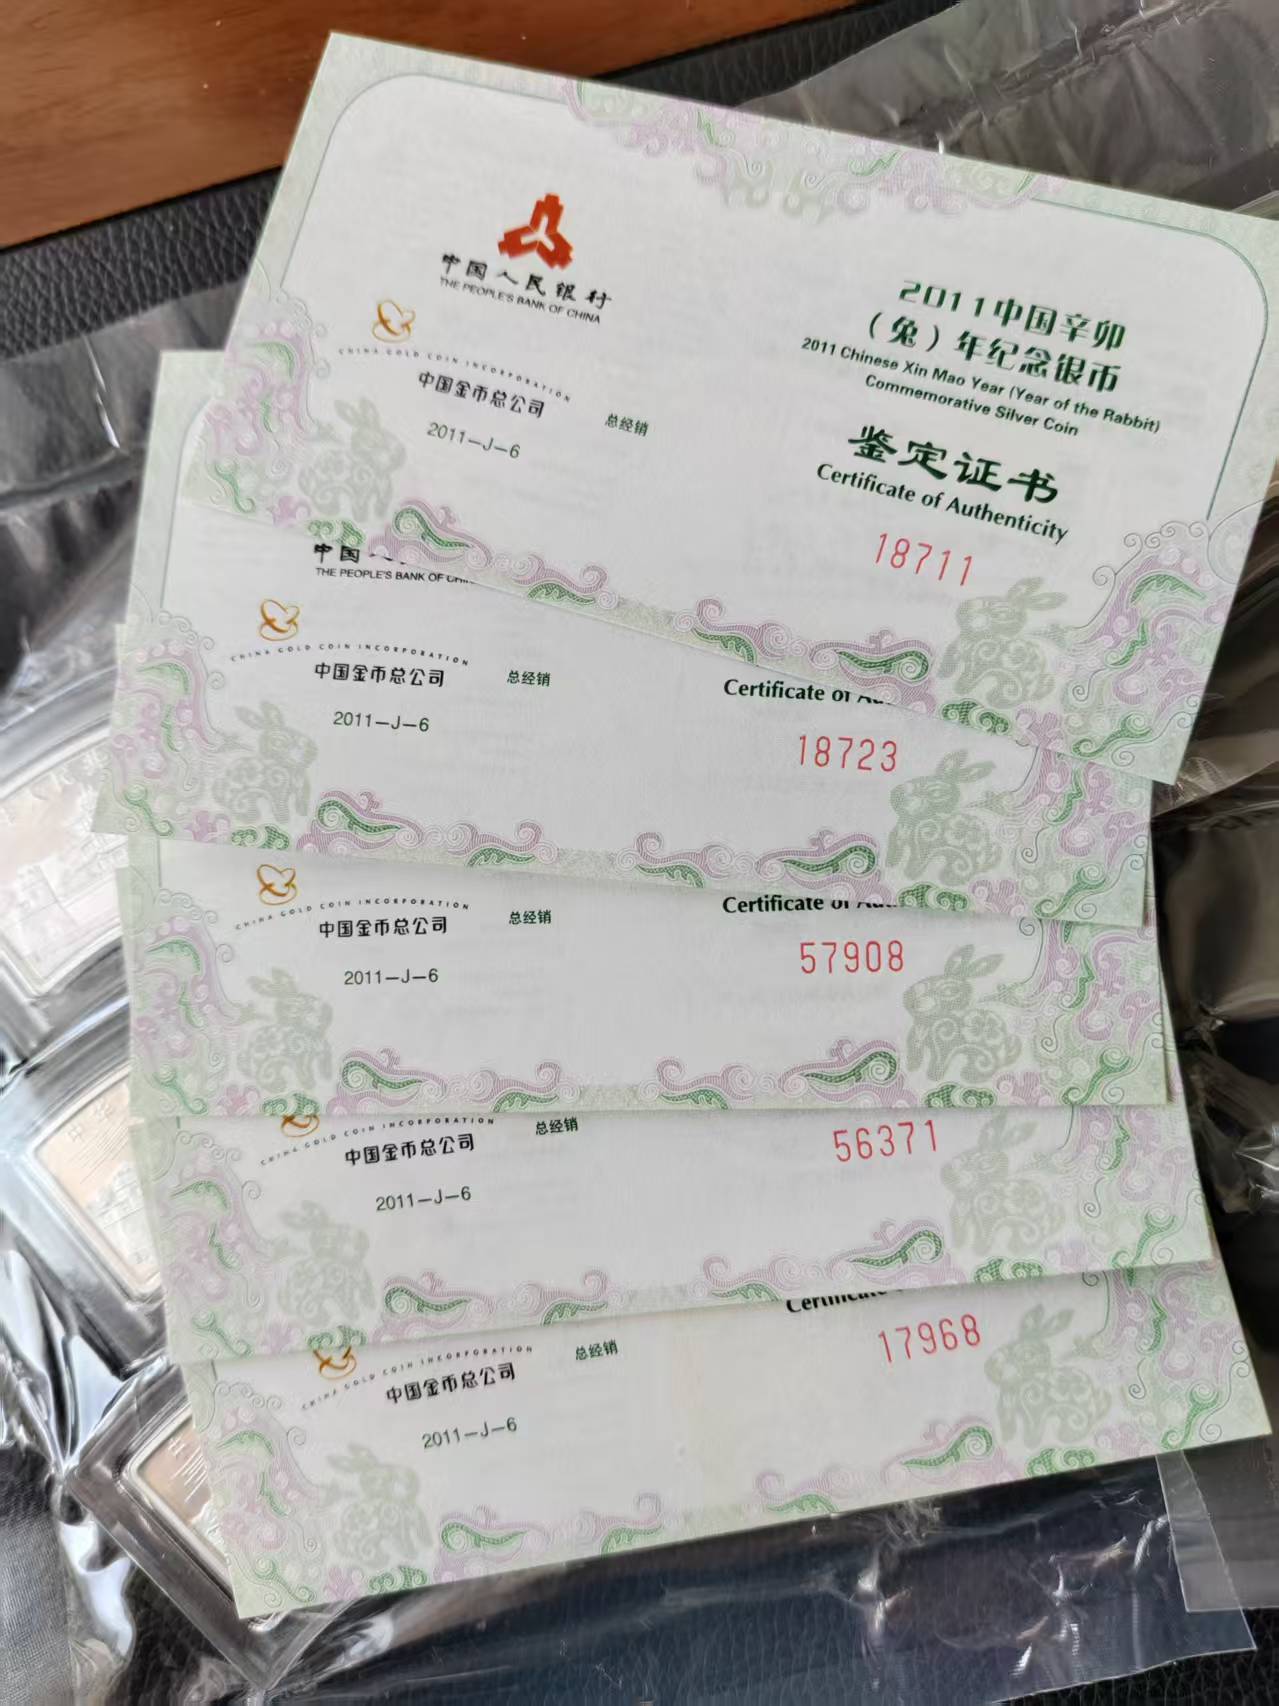 中国人民银行
THE PEOPLE'S BANK OF CHINA
CHINA GOLD COIN INCORPORATION
中国金币总公司 总经销
2011-J-6
2011中国辛卯
（兔）年纪念银币
2011 Chinese Xin Mao Year (Year of the Rabbit)
Commemorative Silver Coin
鉴定证书
Certificate of Authenticity
18711
中国
THE PEOPLE'S BANK OF
CHINA GOLD COIN INCORPORATION
中国金币总公司 总经销
2011-J-6
Certificate of
18723
CHINA GOLD COIN INCORPORATION
中国金币总公司 总经销
2011-J-6
Certificate of
57908
CHINA GOLD COIN INCORPORATION
中国金币总公司 总经销
2011-J-6
56371
CHINA GOLD COIN INCORPORATION
中国金币总公司 总经销
2011-J-6
17968